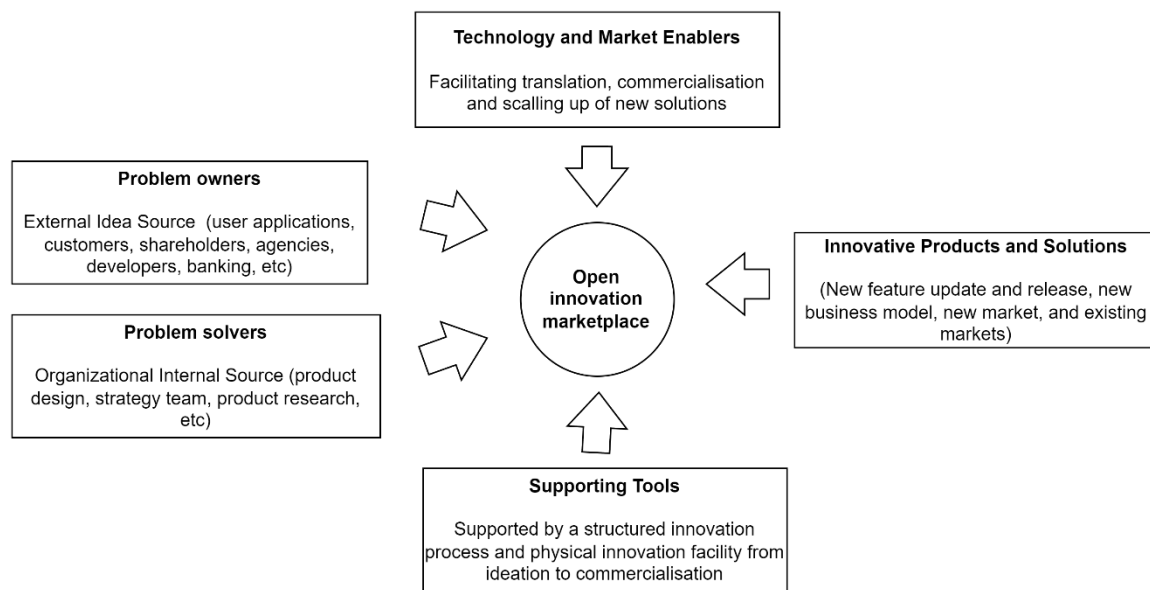 Technology and Market Enablers
Facilitating translation, commercialisation
and scalling up of new solutions
Problem owners
External Idea Source (user applications,
customers, shareholders, agencies,
developers, banking, etc)
Problem solvers
Organizational Internal Source (product
design, strategy team, product research,
etc)
Open
innovation
marketplace
Innovative Products and Solutions
(New feature update and release, new
business model, new market, and existing
markets)
Supporting Tools
Supported by a structured innovation
process and physical innovation facility from
ideation to commercialisation